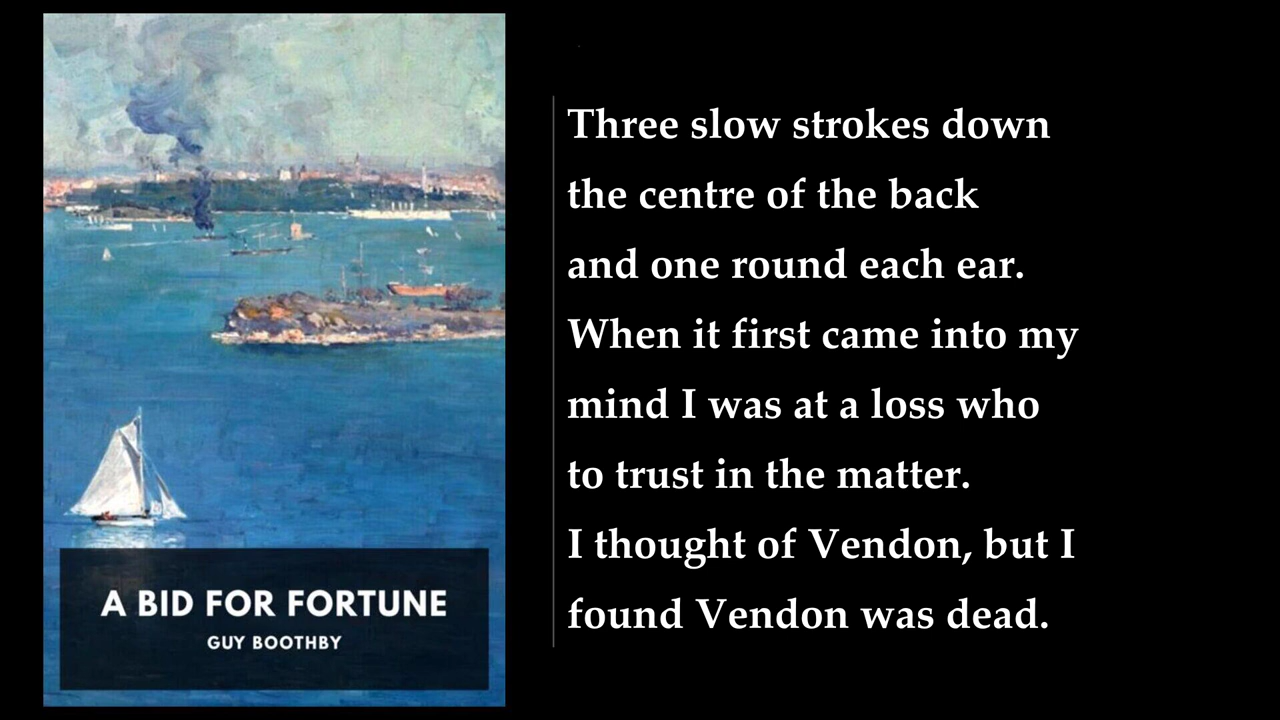 A BID FOR FORTUNE
GUY BOOTHBY
Three slow strokes down
the centre of the back
and one round each ear.
When it first came into my
mind I was at a loss who
to trust in the matter.
I thought of Vendon, but I
found Vendon was dead.